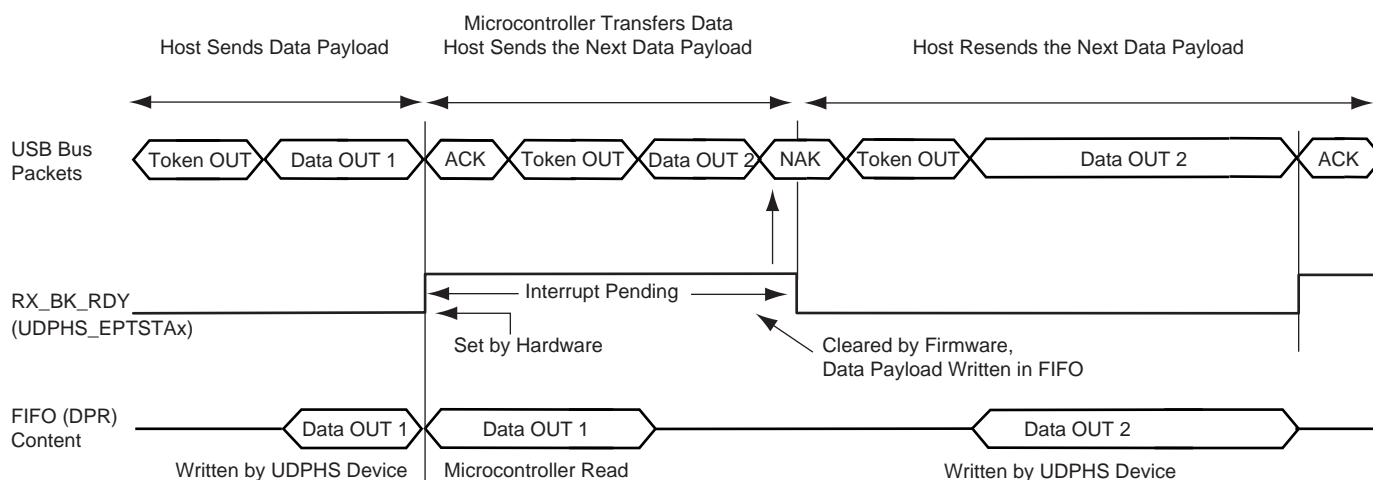 Host Sends Data Payload
Microcontroller Transfers Data
Host Sends the Next Data Payload
Host Resends the Next Data Payload
USB Bus
Packets
Token OUT
Data OUT 1
ACK
Token OUT
Data OUT 2
NAK
Token OUT
Data OUT 2
ACK
RX_BK_RDY
(UDPHS_EPTSTAx)
Interrupt Pending
Set by Hardware
Cleared by Firmware,
Data Payload Written in FIFO
FIFO (DPR)
Content
Data OUT 1
Data OUT 1
Data OUT 2
Written by UDPHS Device
Microcontroller Read
Written by UDPHS Device